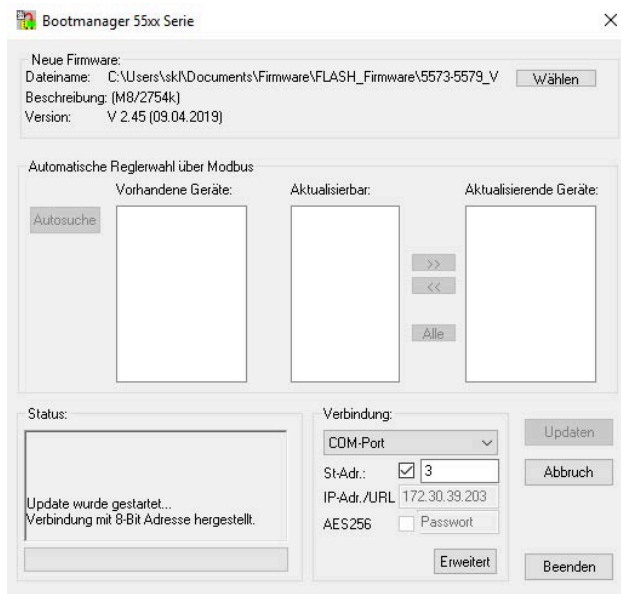 Bootmanager 55xx Serie
Neue Firmware:
Dateiname: C:\Users\skl\Documents\Firmware\FLASH_Firmware\5573-5579_V
Wählen
Beschreibung: (M8/2754k)
Version: V 2.45 (09.04.2019)
Automatische Reglerwahl über Modbus
Vorhandene Geräte: Aktualisierbar: Aktualisierende Geräte:
Autosuche
>>
<<
Alle
Status:
Update wurde gestartet...
Verbindung mit 8-Bit Adresse hergestellt.
Verbindung:
COM-Port
St-Adr.: 3
IP-Adr./URL 172.30.39.203
AES256 Passwort
Erweitert
Updaten
Abbruch
Beenden